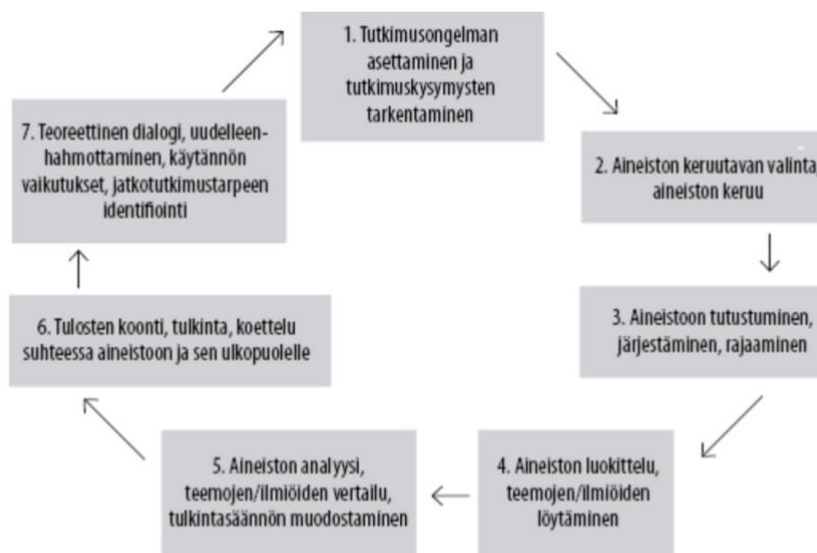 1. Tutkimusongelman
asettaminen ja
tutkimuskysymysten
tarkentaminen
2. Aineiston keruutavan valinta,
aineiston keruu
3. Aineistoon tutustuminen,
järjestäminen, rajaaminen
4. Aineiston luokittelu,
teemojen/ilmiöiden
löytäminen
5. Aineiston analyysi,
teemojen/ilmiöiden vertailu,
tulkintasäännön muodostaminen
6. Tulosten koonti, tulkinta, koettelu
suhteessa aineistoon ja sen ulkopuolelle
7. Teoreettinen dialogi, uudelleen-
hahmottaminen, käytännön
vaikutukset, jatkotutkimustarpeen
identifiointi